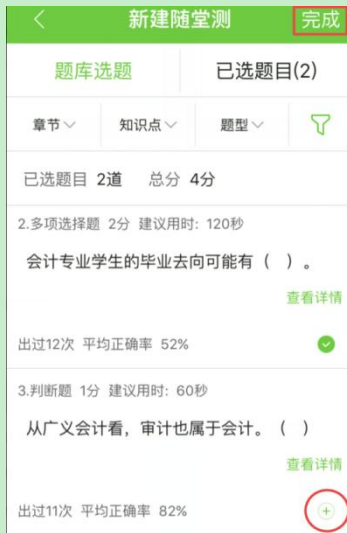 新建随堂测 完成
题库选题 已选题目(2)
章节 知识点 题型
已选题目 2道 总分 4分
2.多项选择题 2分 建议用时: 120秒
会计专业学生的毕业去向可能有（ ）。
查看详情
出过12次 平均正确率 52%
3.判断题 1分 建议用时: 60秒
从广义会计看，审计也属于会计。（ ）
查看详情
出过11次 平均正确率 82%